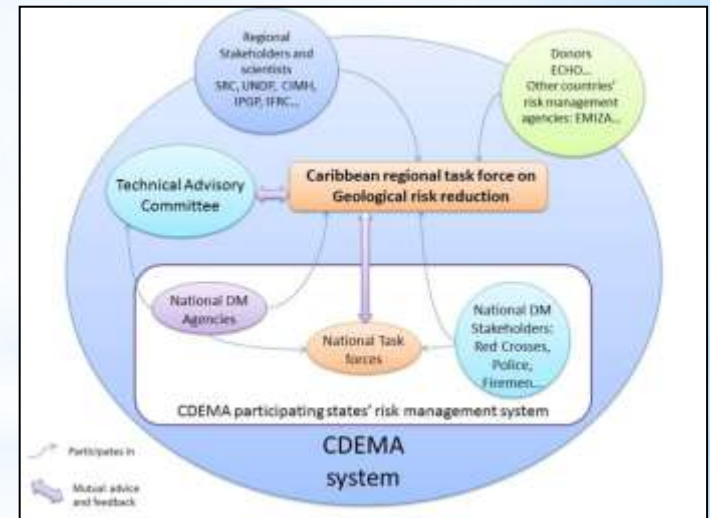 Regional
Stakeholders and
scientists
SRC, UNDP, CIMH,
IPGP, IFRC...
Donors
ECHO...
Other countries'
risk management
agencies: EMIZA...
Technical Advisory
Committee
Caribbean regional task force on
Geological risk reduction
National DM
Agencies
National Task
forces
National DM
Stakeholders:
Red Crosses,
Police,
Firemen...
CDEMA participating states' risk management system
CDEMA
system
Participates in
Mutual advice
and feedback